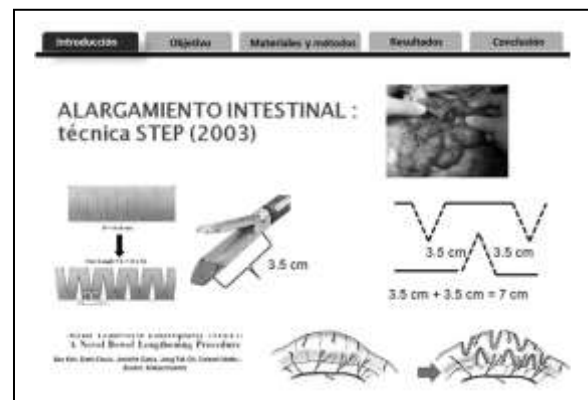 Introducción
Objetivo
Materiales y métodos
Resultados
Conclusión
ALARGAMIENTO INTESTINAL :
técnica STEP (2003)
3.5 cm
3.5 cm
3.5 cm
3.5 cm + 3.5 cm = 7 cm
A Novel Bowel Lengthening Procedure